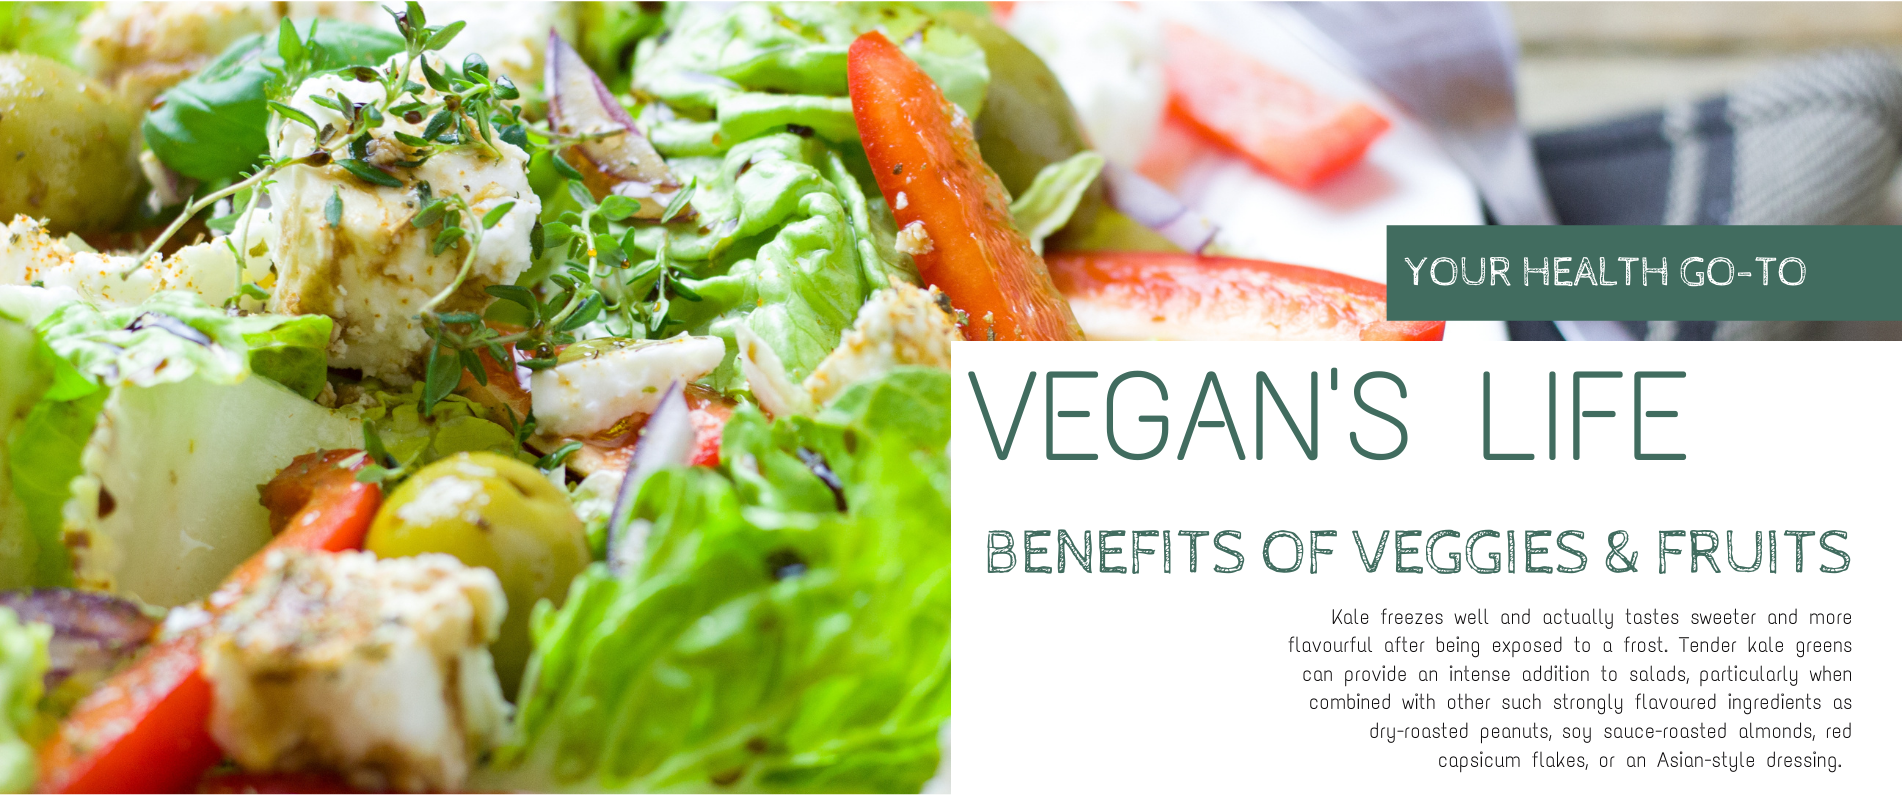 YOUR HEALTH GO-TO
VEGAN'S LIFE
BENEFITS OF VEGGIES & FRUITS
Kale freezes well and actually tastes sweeter and more
flavourful after being exposed to a frost. Tender kale greens
can provide an intense addition to salads, particularly when
combined with other such strongly flavoured ingredients as
dry-roasted peanuts, soy sauce-roasted almonds, red
capsicum flakes, or an Asian-style dressing.